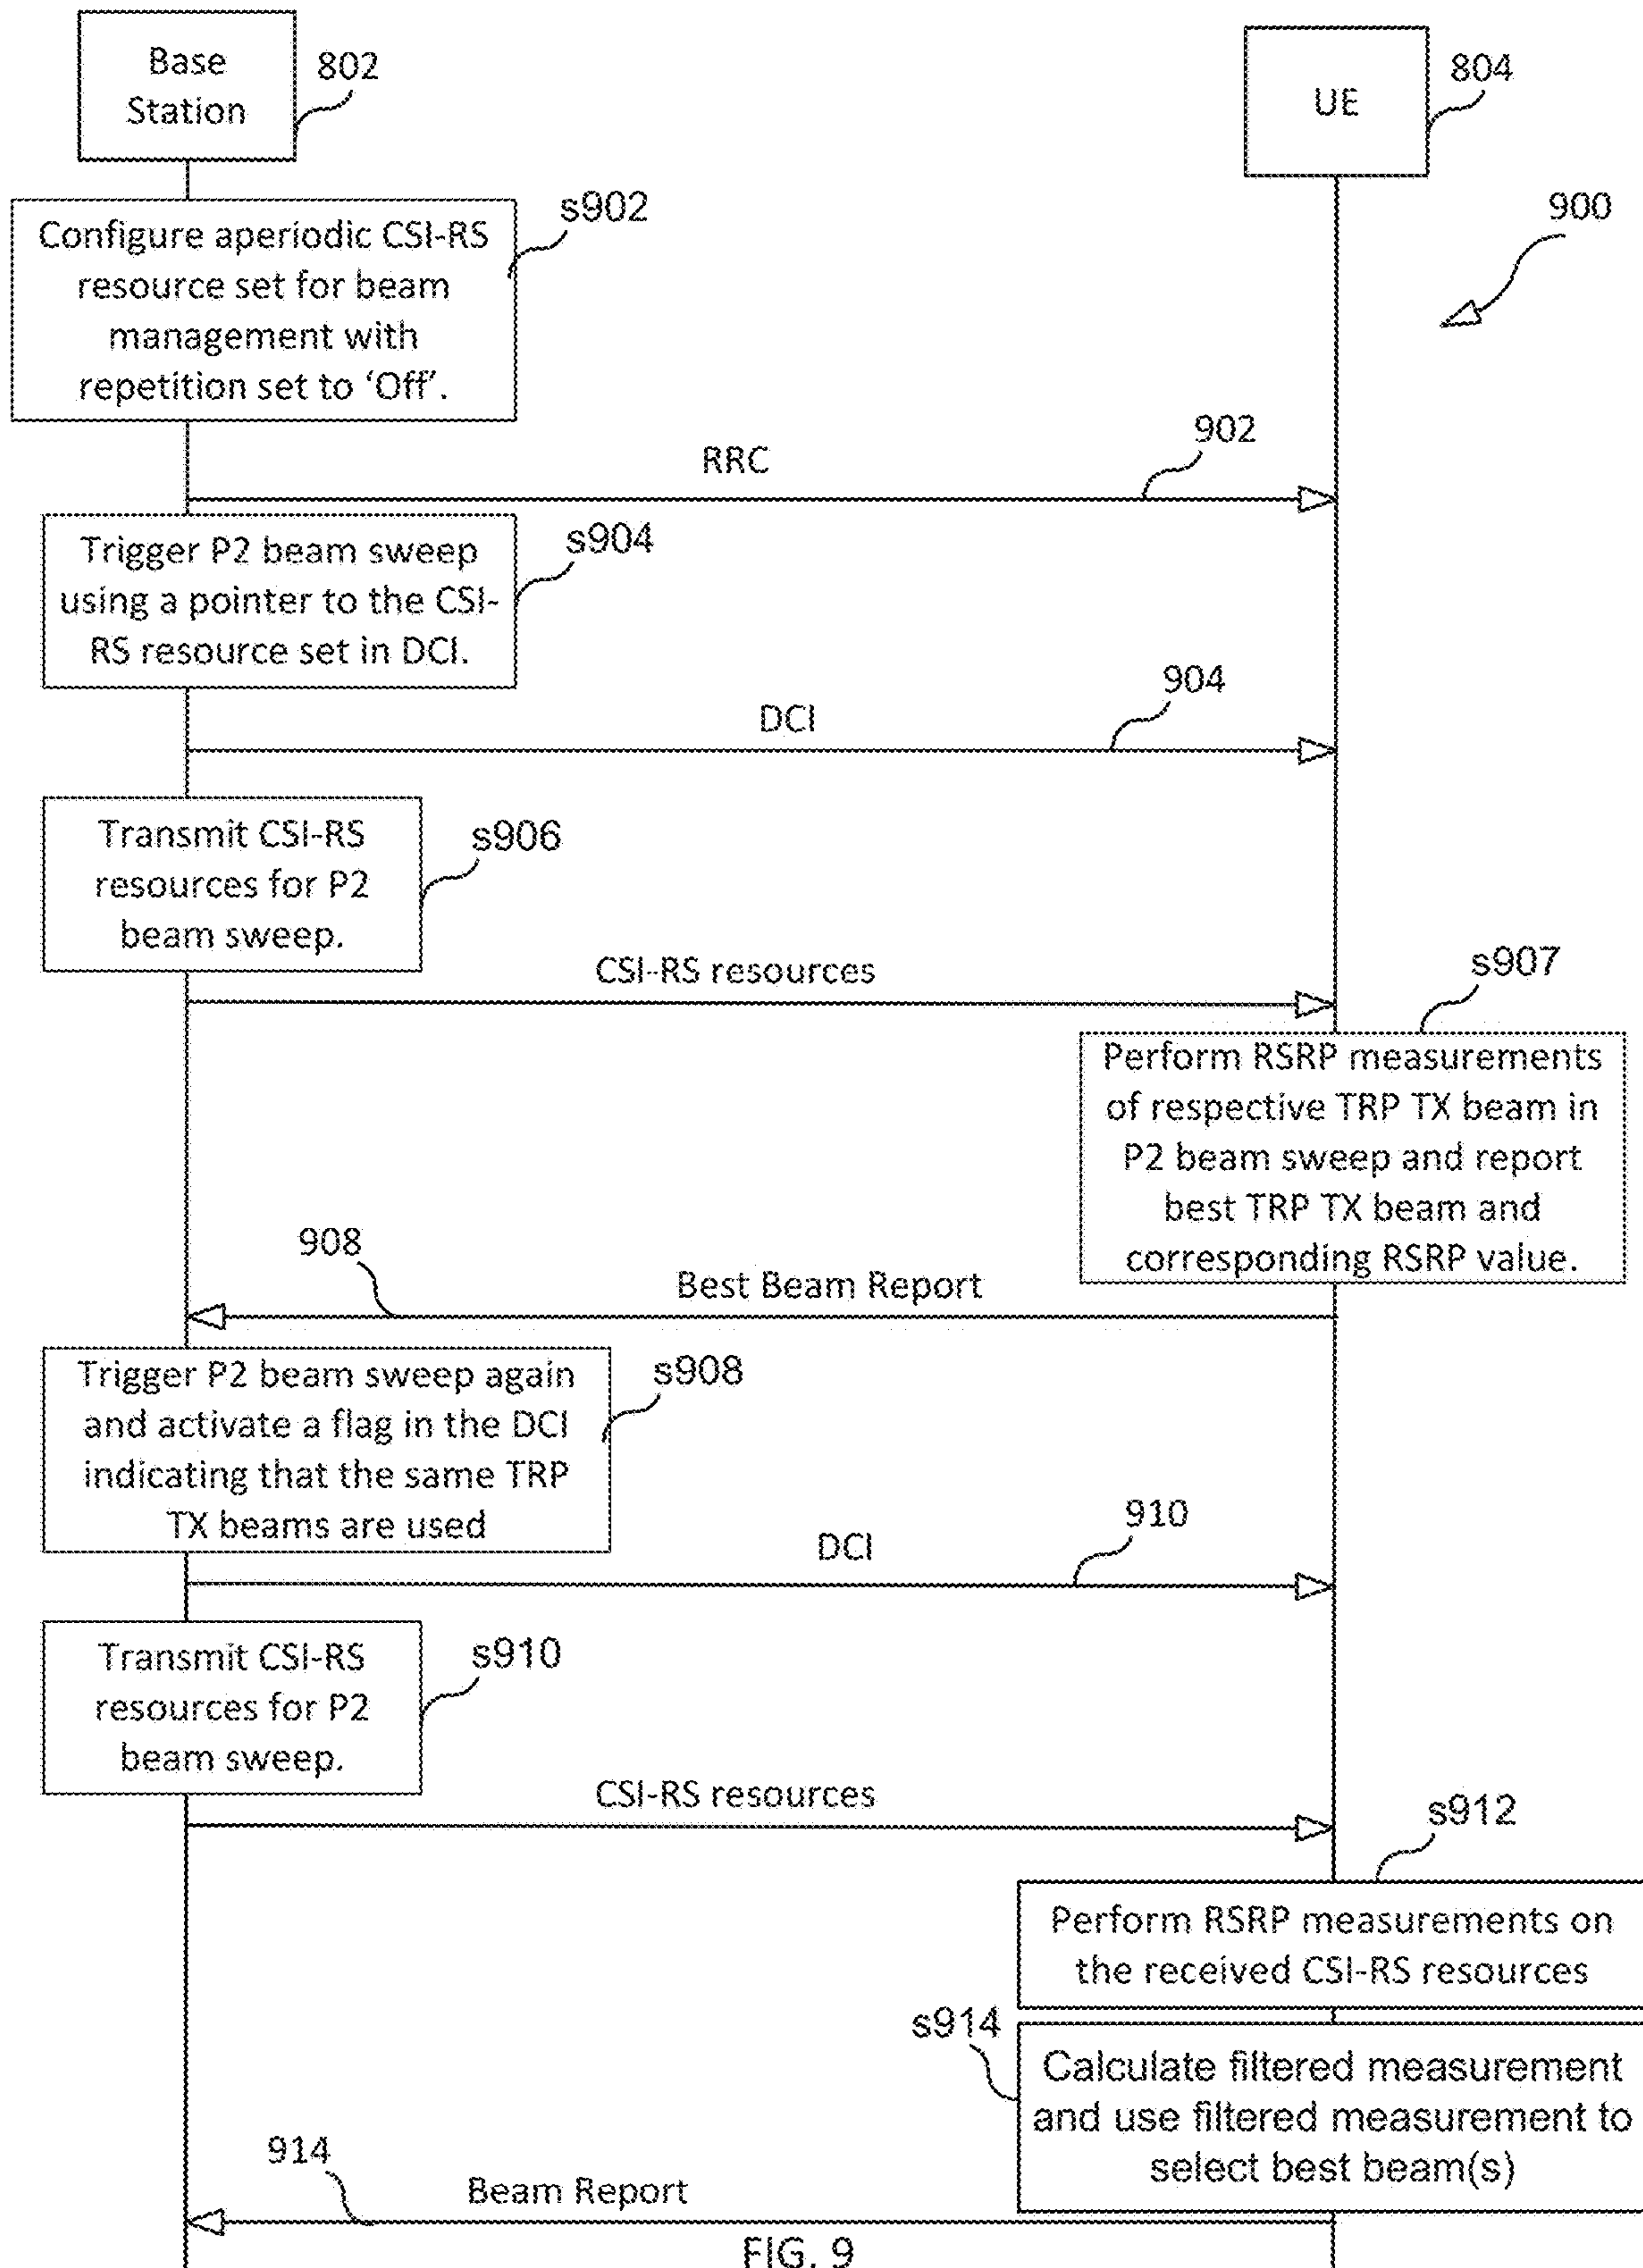 Base
Station
802
UE
804
900
Configure aperiodic CSI-RS
resource set for beam
management with
repetition set to ‘Off’.
s902
RRC
902
Trigger P2 beam sweep
using a pointer to the CSI-
RS resource set in DCI.
s904
DCI
904
Transmit CSI-RS
resources for P2
beam sweep.
s906
CSI-RS resources
s907
Perform RSRP measurements
of respective TRP TX beam in
P2 beam sweep and report
best TRP TX beam and
corresponding RSRP value.
908
Best Beam Report
Trigger P2 beam sweep again
and activate a flag in the DCI
indicating that the same TRP
TX beams are used
s908
DCI
910
Transmit CSI-RS
resources for P2
beam sweep.
s910
CSI-RS resources
s912
Perform RSRP measurements on
the received CSI-RS resources
s914
Calculate filtered measurement
and use filtered measurement to
select best beam(s)
914
Beam Report
FIG. 9